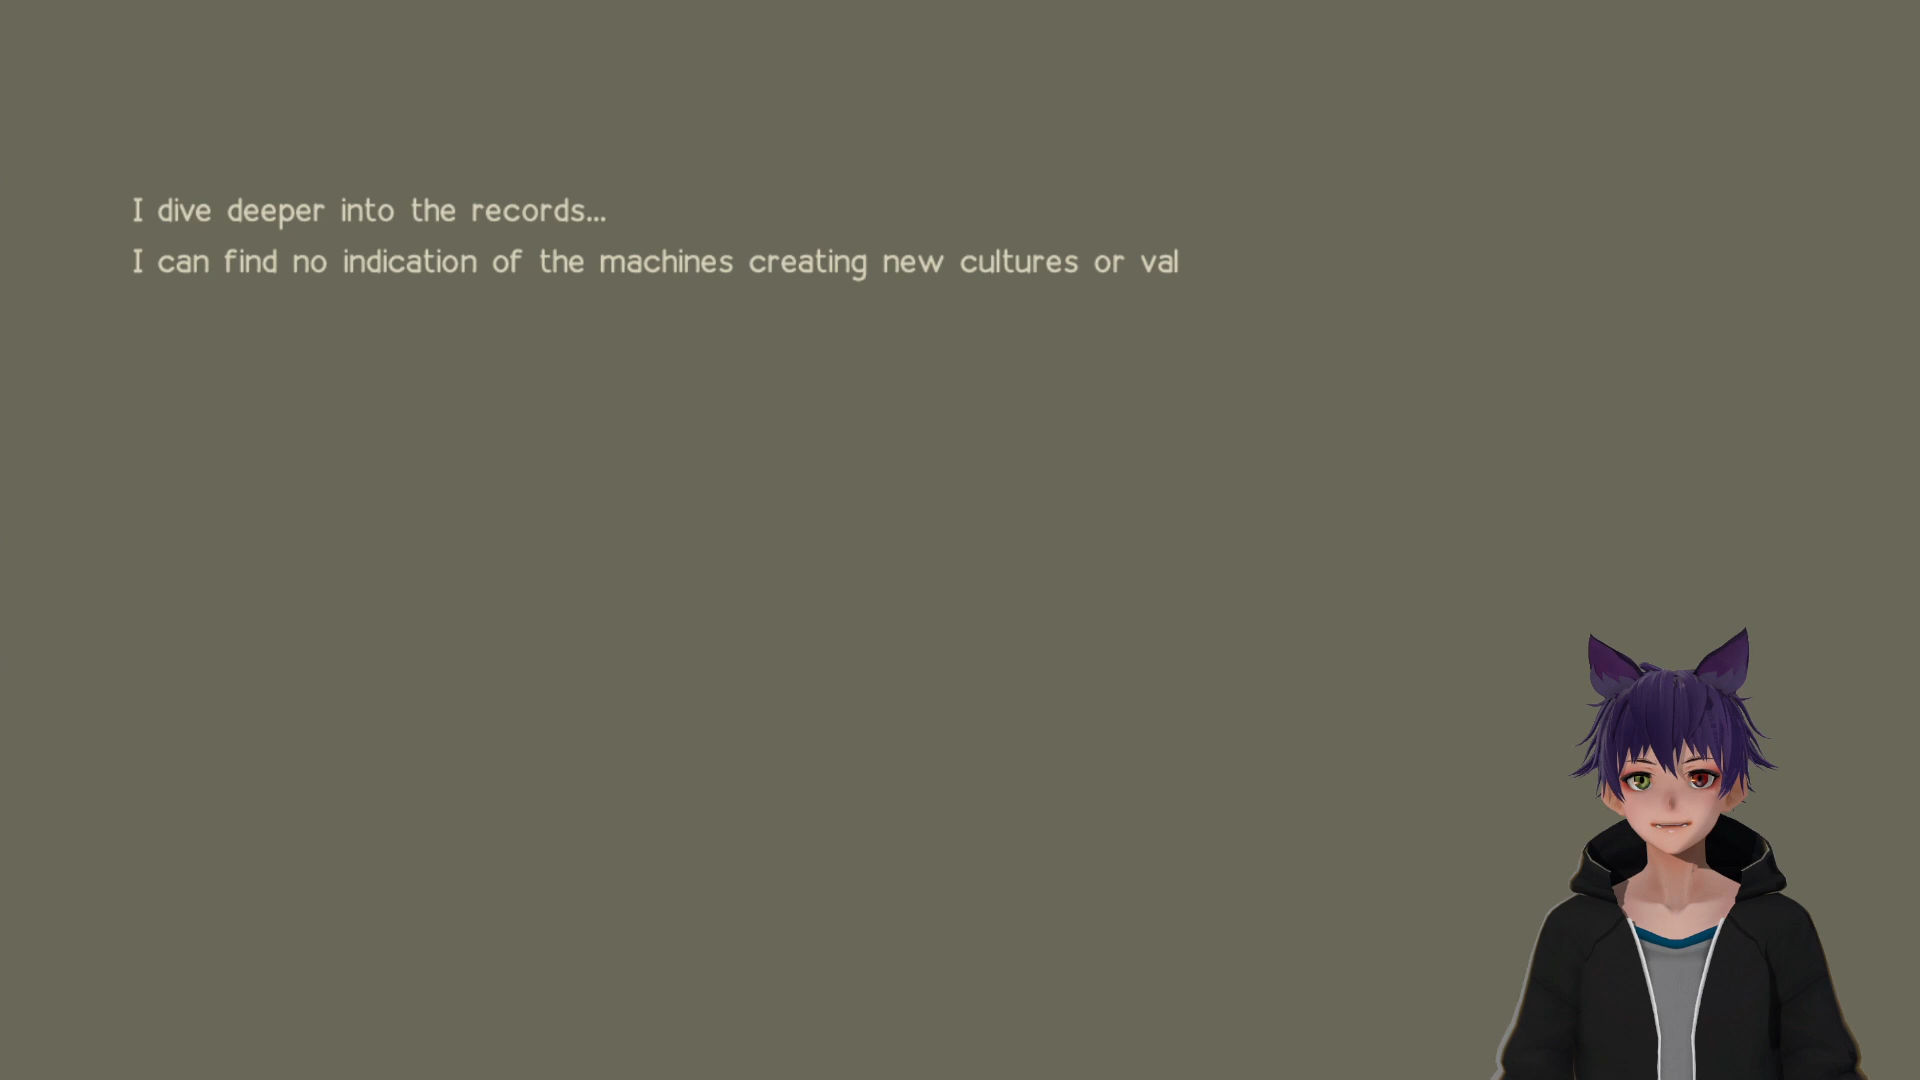 I dive deeper into the records...
I can find no indication of the machines creating new cultures or val